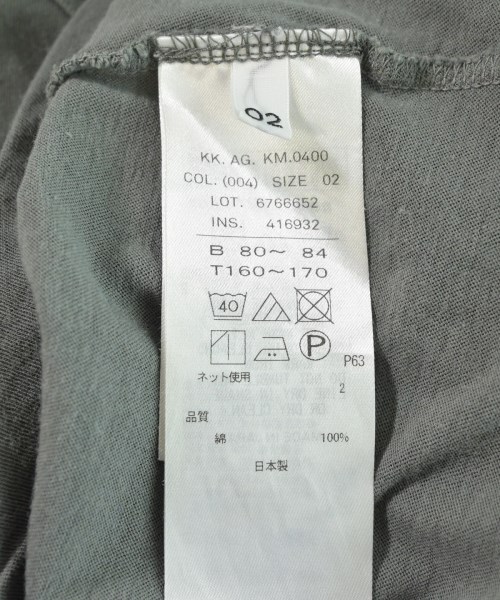 02
KK. AG. KM.0400
COL. (004) SIZE 02
LOT. 6766652
INS. 416932
B 80～ 84
T160～170
40
P
P63
ネット使用
2
品質
綿 100%
日本製